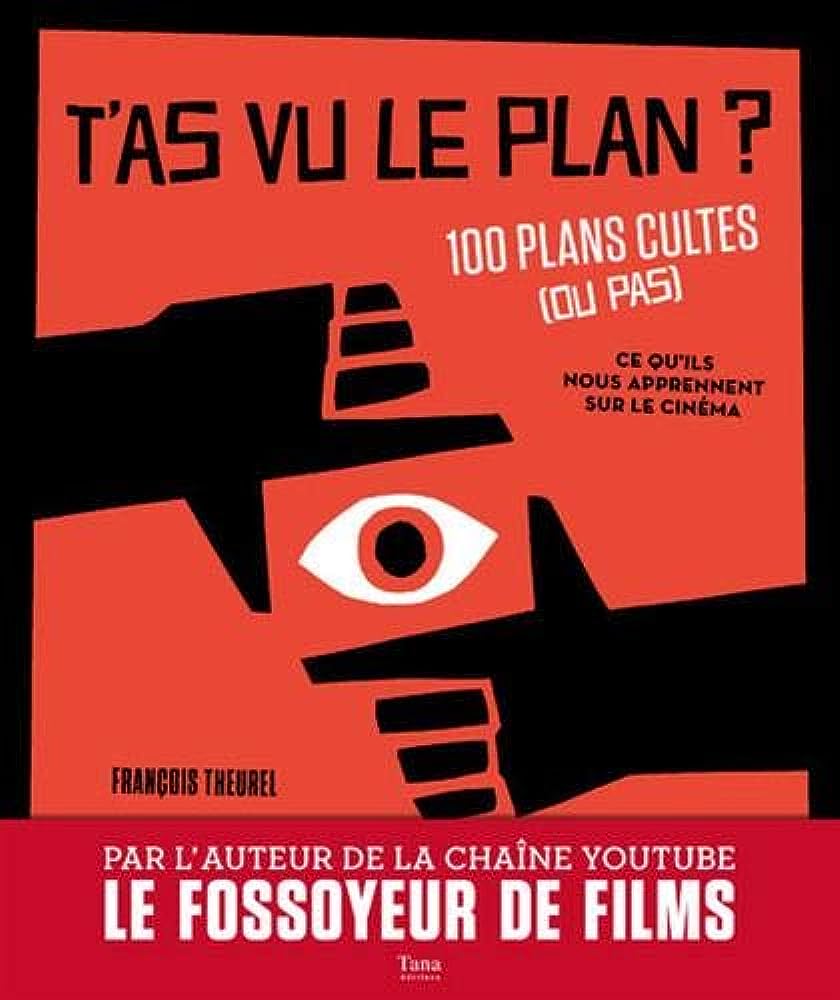 T'AS VU LE PLAN ?
100 PLANS CULTES
(OU PAS)
CE QU'ILS
NOUS APPRENNENT
SUR LE CINÉMA
FRANÇOIS THEUREL
PAR L'AUTEUR DE LA CHAÎNE YOUTUBE
LE FOSSOYEUR DE FILMS
Tana
éditions